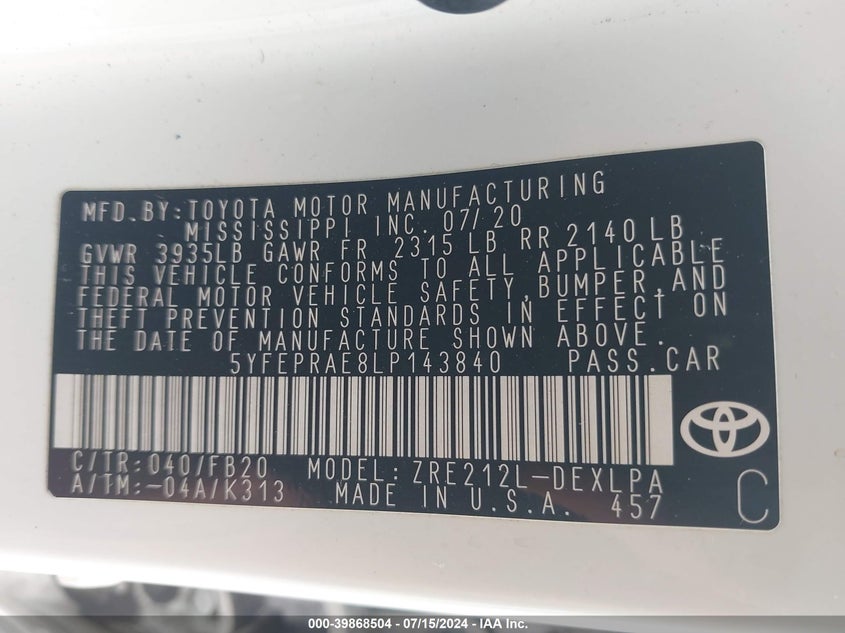 MFD. BY: TOYOTA MOTOR MANUFACTURING
MISSISSIPPI INC. 07/20
GVWR 3935LB GAWR FR 2315 LB RR 2140 LB
THIS VEHICLE CONFORMS TO ALL APPLICABLE
FEDERAL MOTOR VEHICLE SAFETY, BUMPER, AND
THEFT PREVENTION STANDARDS IN EFFECT ON
THE DATE OF MANUFACTURE SHOWN ABOVE.
5YFEPRAE8LP143840 PASS. CAR
C/TR: 040/FB20 MODEL: ZRE212L-DEXLPA
A/TM: -04A/K313 MADE IN U.S.A. 457 C
000-39868504 / 07/15/2024 - IAA Inc.